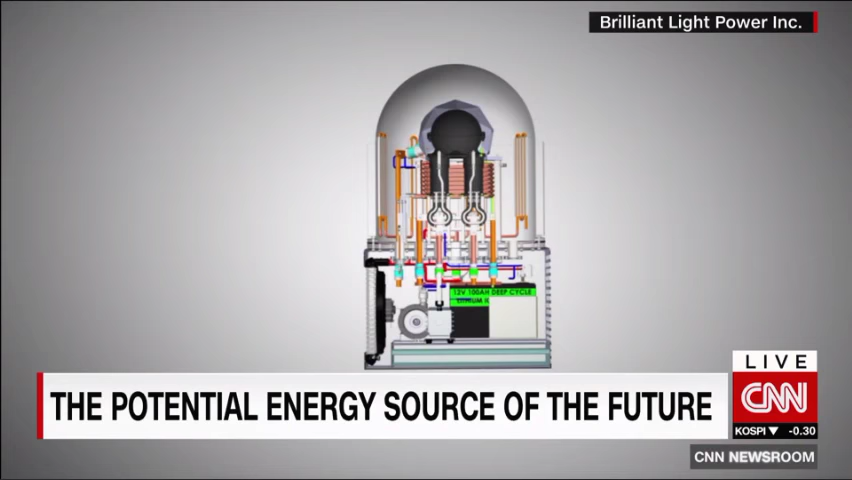 Brilliant Light Power Inc.
12V 100AH DEEP CYCLE
THE POTENTIAL ENERGY SOURCE OF THE FUTURE
LIVE
CNN
KOSPI ▼ -0.30
CNN NEWSROOM